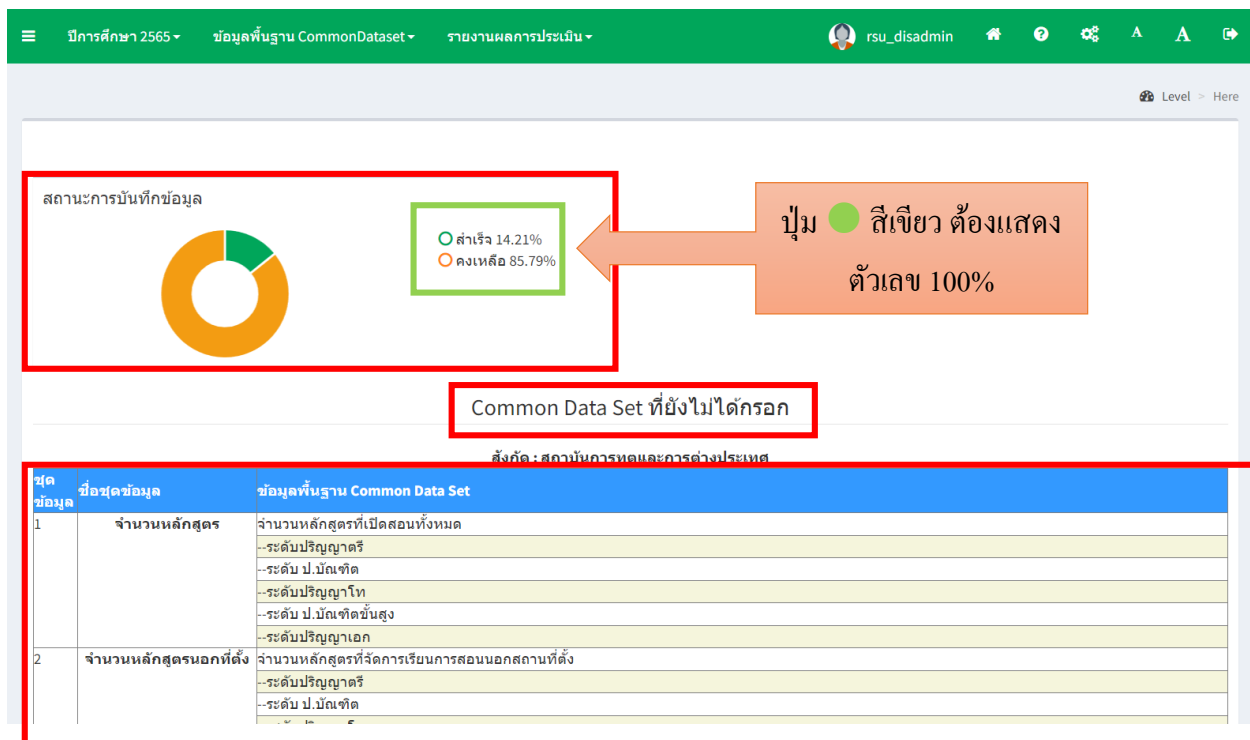 ปีการศึกษา 2565 ข้อมูลพื้นฐาน CommonDataset รายงานผลการประเมิน rsu_disadmin A A
Level > Here
สถานะการบันทึกข้อมูล
สำเร็จ 14.21%
คงเหลือ 85.79%
ปุ่ม สีเขียว ต้องแสดง
ตัวเลข 100%
Common Data Set ที่ยังไม่ได้กรอก
สังกัด : สถาบันการทูตและการต่างประเทศ
ชุด
ข้อมูล ชื่อชุดข้อมูล ข้อมูลพื้นฐาน Common Data Set
1 จำนวนหลักสูตร จำนวนหลักสูตรที่เปิดสอนทั้งหมด
--ระดับปริญญาตรี
--ระดับ ป.บัณฑิต
--ระดับปริญญาโท
--ระดับ ป.บัณฑิตขั้นสูง
--ระดับปริญญาเอก
2 จำนวนหลักสูตรนอกที่ตั้ง จำนวนหลักสูตรที่จัดการเรียนการสอนนอกสถานที่ตั้ง
--ระดับปริญญาตรี
--ระดับ ป.บัณฑิต